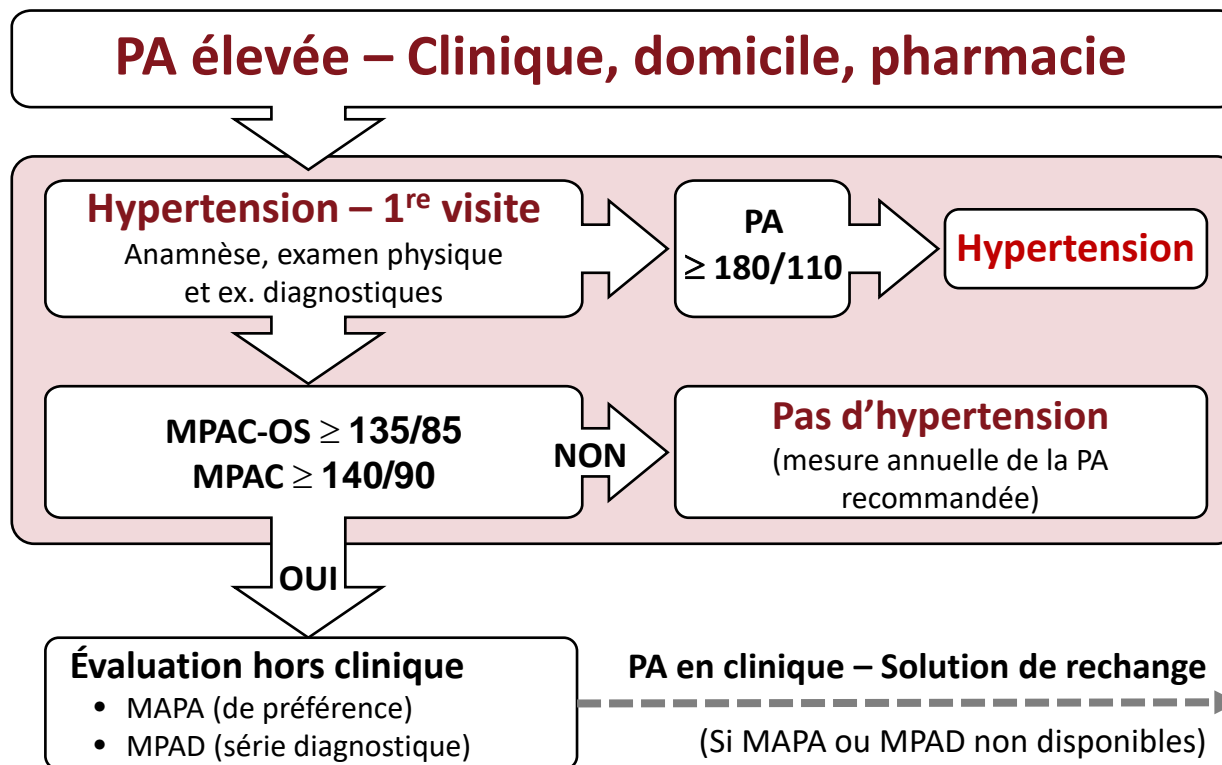 PA élevée – Clinique, domicile, pharmacie
Hypertension – 1re visite
Anamnèse, examen physique
et ex. diagnostiques
PA
≥ 180/110
Hypertension
MPAC-OS ≥ 135/85
MPAC ≥ 140/90
NON
Pas d’hypertension
(mesure annuelle de la PA
recommandée)
OUI
Évaluation hors clinique
• MAPA (de préférence)
• MPAD (série diagnostique)
PA en clinique – Solution de rechange
(Si MAPA ou MPAD non disponibles)